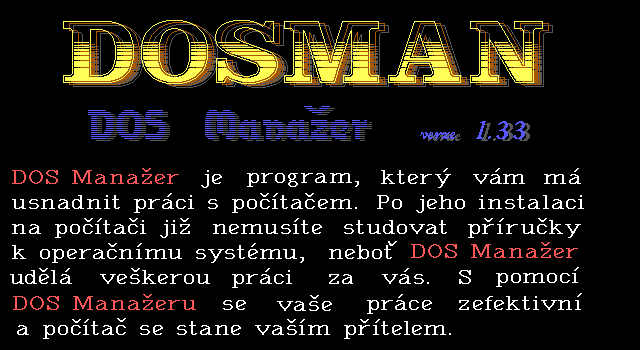 DOSMAN
DOS Manažer verze 1.33
DOS Manažer je program, který vám má
usnadnit práci s počítačem. Po jeho instalaci
na počítači již nemusíte studovat příručky
k operačnímu systému, neboť DOS Manažer
udělá veškerou práci za vás. S pomocí
DOS Manažeru se vaše práce zefektivní
a počítač se stane vaším přítelem.